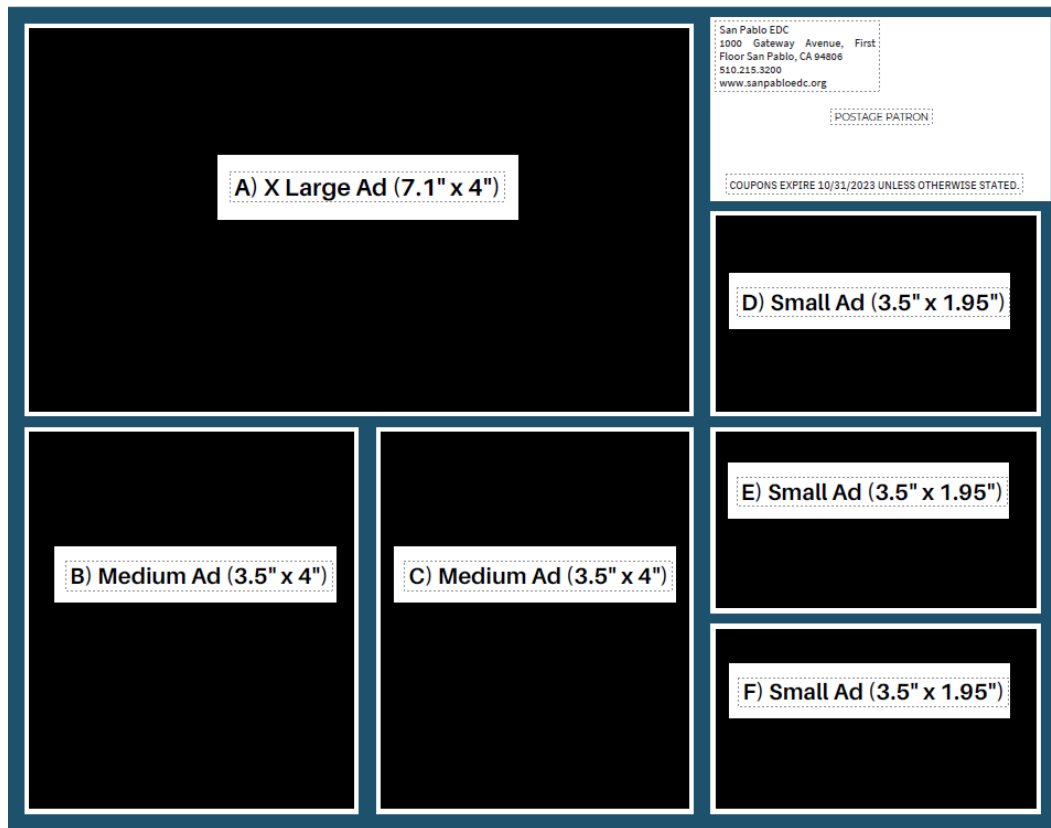 A) X Large Ad (7.1" x 4")
San Pablo EDC
1000 Gateway Avenue, First
Floor San Pablo, CA 94806
510.215.3200
www.sanpabloedc.org
POSTAGE PATRON
COUPONS EXPIRE 10/31/2023 UNLESS OTHERWISE STATED.
D) Small Ad (3.5" x 1.95")
B) Medium Ad (3.5" x 4")
C) Medium Ad (3.5" x 4")
E) Small Ad (3.5" x 1.95")
F) Small Ad (3.5" x 1.95")